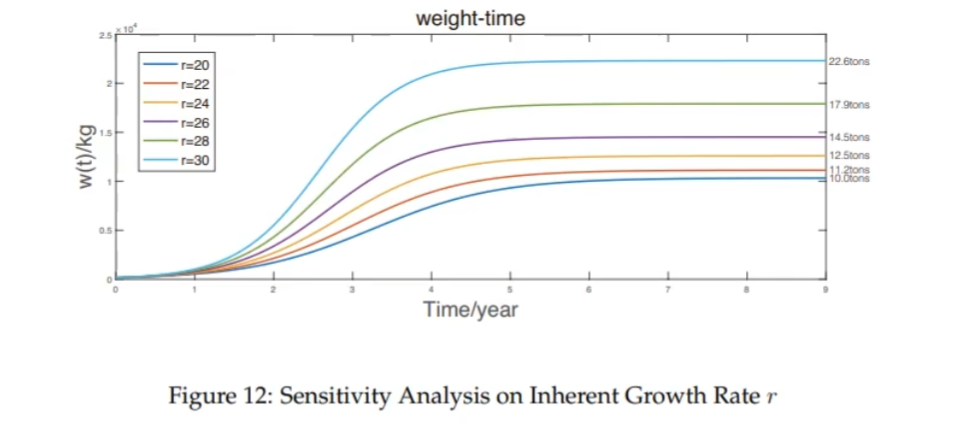 weight-time
×10⁴
2.5
2
1.5
1
0.5
0
w(t)/kg
r=20
r=22
r=24
r=26
r=28
r=30
22.6tons
17.9tons
14.5tons
12.5tons
11.2tons
10.0tons
0 1 2 3 4 5 6 7 8 9
Time/year
Figure 12: Sensitivity Analysis on Inherent Growth Rate r